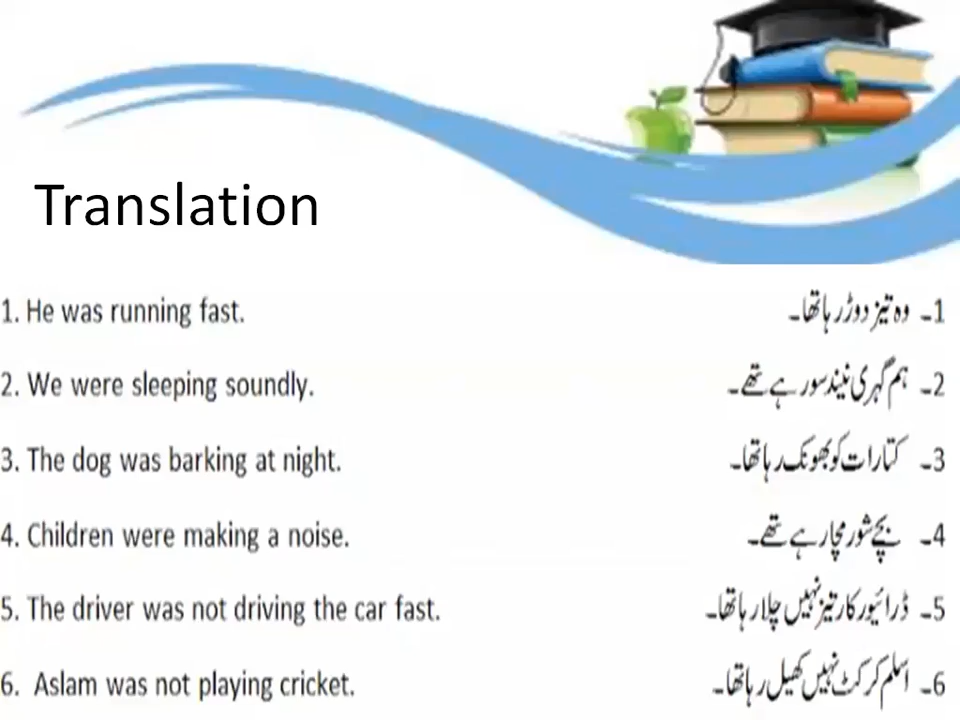 Translation
1. He was running fast. 1۔ وہ تیز دوڑ رہا تھا۔
2. We were sleeping soundly. 2۔ ہم گہری نیند سو رہے تھے۔
3. The dog was barking at night. 3۔ کتا رات کو بھونک رہا تھا۔
4. Children were making a noise. 4۔ بچے شور مچا رہے تھے۔
5. The driver was not driving the car fast. 5۔ ڈرائیور کار تیز نہیں چلا رہا تھا۔
6. Aslam was not playing cricket. 6۔ اسلم کرکٹ نہیں کھیل رہا تھا۔